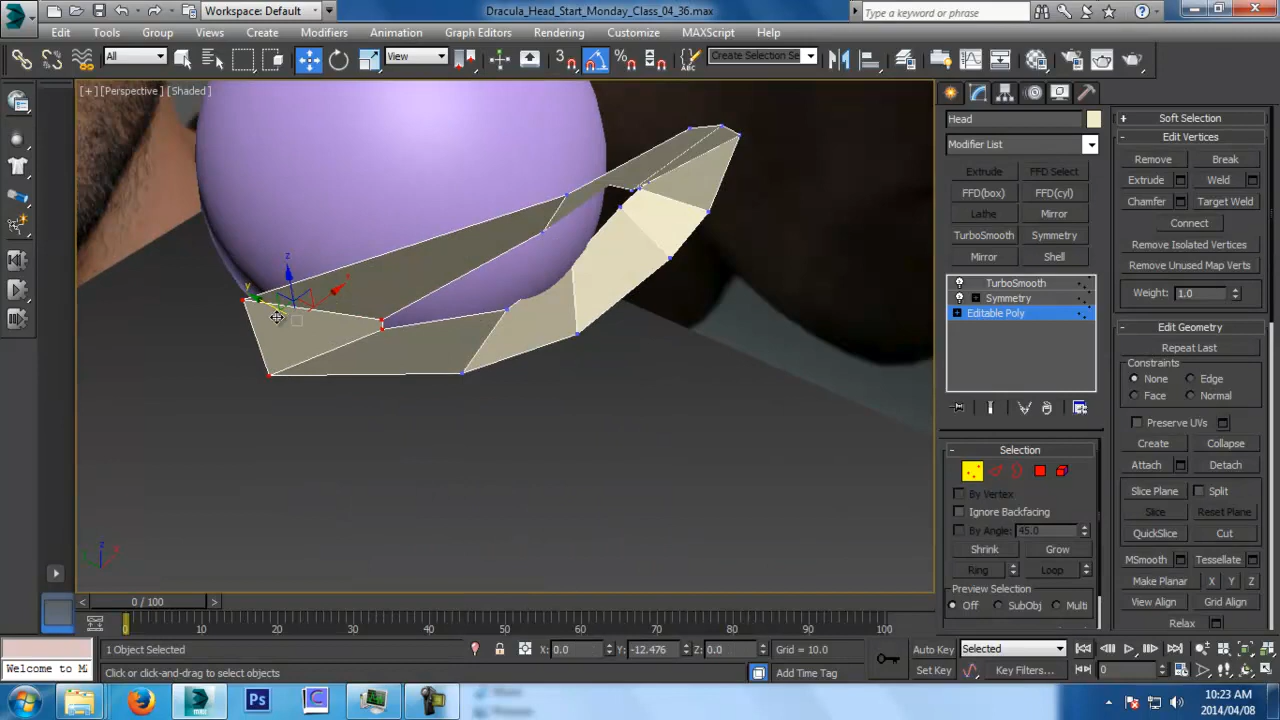 Workspace: Default
Dracula_Head_Start_Monday_Class_04_36.max
Type a keyword or phrase
Edit Tools Group Views Create Modifiers Animation Graph Editors Rendering Customize MAXScript Help
All
View
3
Create Selection Se
[+] [Perspective] [Shaded]
Head
Modifier List
Extrude FFD Select
FFD(box) FFD(cyl)
Lathe Mirror
TurboSmooth Symmetry
Mirror Shell
TurboSmooth
Symmetry
Editable Poly
Selection
By Vertex
Ignore Backfacing
By Angle: 45.0
Shrink Grow
Ring Loop
Preview Selection
Off SubObj Multi
Soft Selection
Edit Vertices
Remove Break
Extrude Weld
Chamfer Target Weld
Connect
Remove Isolated Vertices
Remove Unused Map Verts
Weight: 1.0
Edit Geometry
Repeat Last
Constraints
None Edge
Face Normal
Preserve UVs
Create Collapse
Attach Detach
Slice Plane Split
Slice Reset Plane
QuickSlice Cut
MSmooth Tessellate
Make Planar X Y Z
View Align Grid Align
Relax
z
y
x
z
x
0 / 100
0 10 20 30 40 50 60 70 80 90 100
1 Object Selected
X: 0.0 Y: -12.476 Z: 0.0 Grid = 10.0
Auto Key Selected
Welcome to M
Click or click-and-drag to select objects
Add Time Tag
Set Key Key Filters...
0
Ps
10:23 AM
2014/04/08